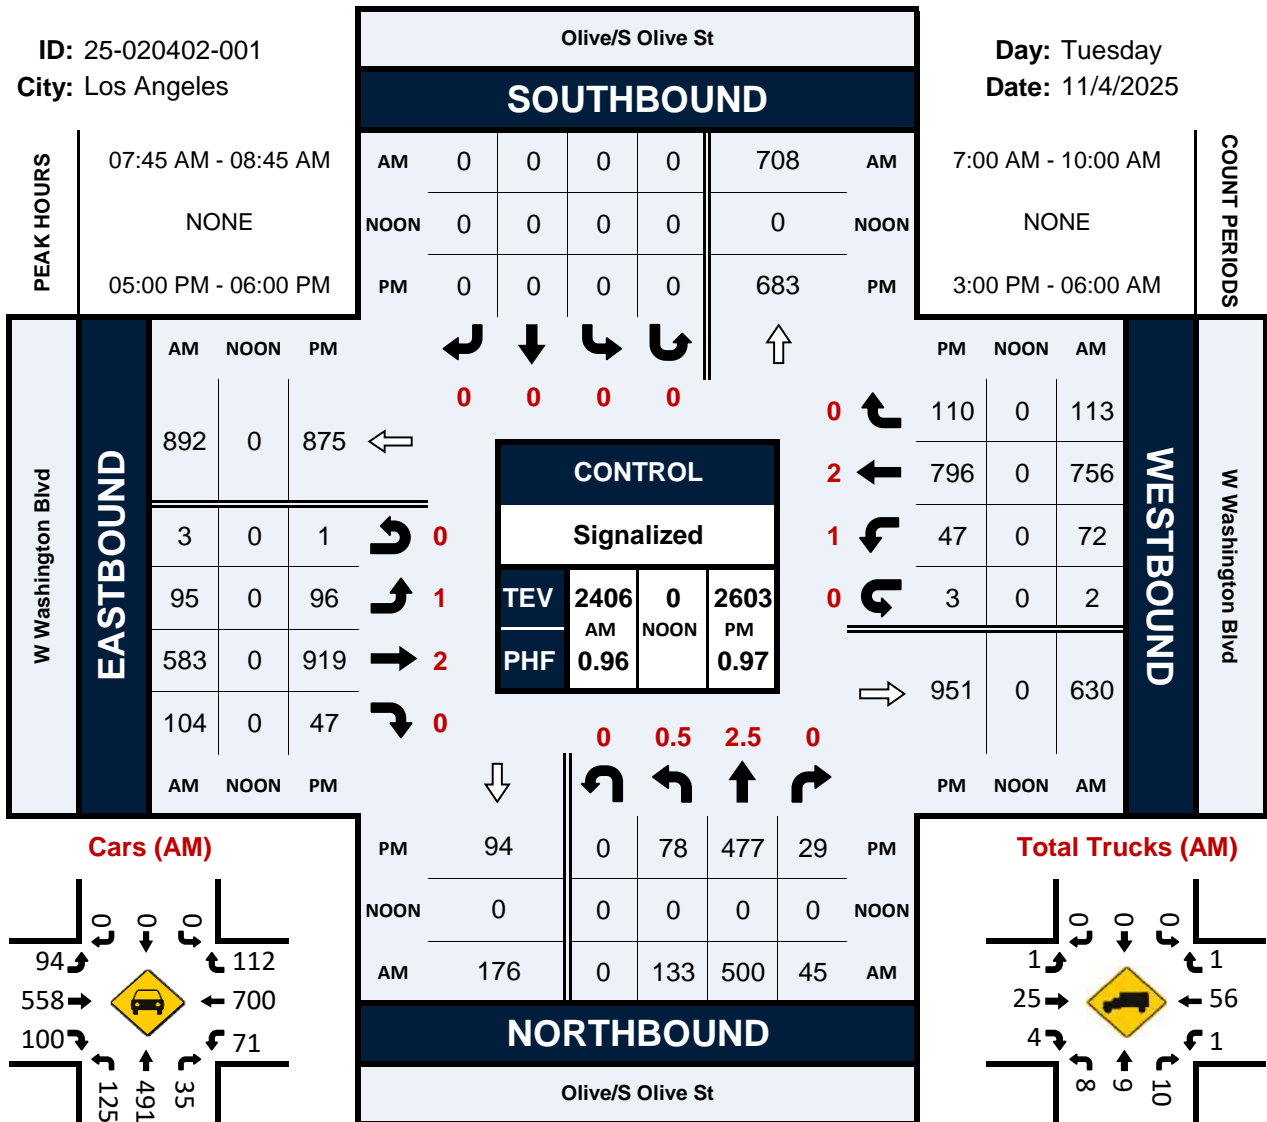 Olive/S Olive St
ID: 25-020402-001
City: Los Angeles
Day: Tuesday
Date: 11/4/2025
SOUTHBOUND
PEAK HOURS
07:45 AM - 08:45 AM
NONE
05:00 PM - 06:00 PM
AM 0 0 0 0 708 AM
NOON 0 0 0 0 0 NOON
PM 0 0 0 0 683 PM
7:00 AM - 10:00 AM
NONE
3:00 PM - 06:00 AM
COUNT PERIODS
0 0 0 0
W Washington Blvd
EASTBOUND
AM NOON PM
892 0 875
3 0 1 0
95 0 96 1
583 0 919 2
104 0 47 0
AM NOON PM
CONTROL
Signalized
TEV 2406 0 2603
AM NOON PM
PHF 0.96 0.97
PM NOON AM
0 110 0 113
2 796 0 756
1 47 0 72
0 3 0 2
951 0 630
PM NOON AM
WESTBOUND
W Washington Blvd
0 0.5 2.5 0
PM 94 0 78 477 29 PM
NOON 0 0 0 0 0 NOON
AM 176 0 133 500 45 AM
NORTHBOUND
Olive/S Olive St
Cars (AM)
0 0 0
94 112
558 700
100 71
125 491 35
Total Trucks (AM)
0 0 0
1 1
25 56
4 1
8 9 10